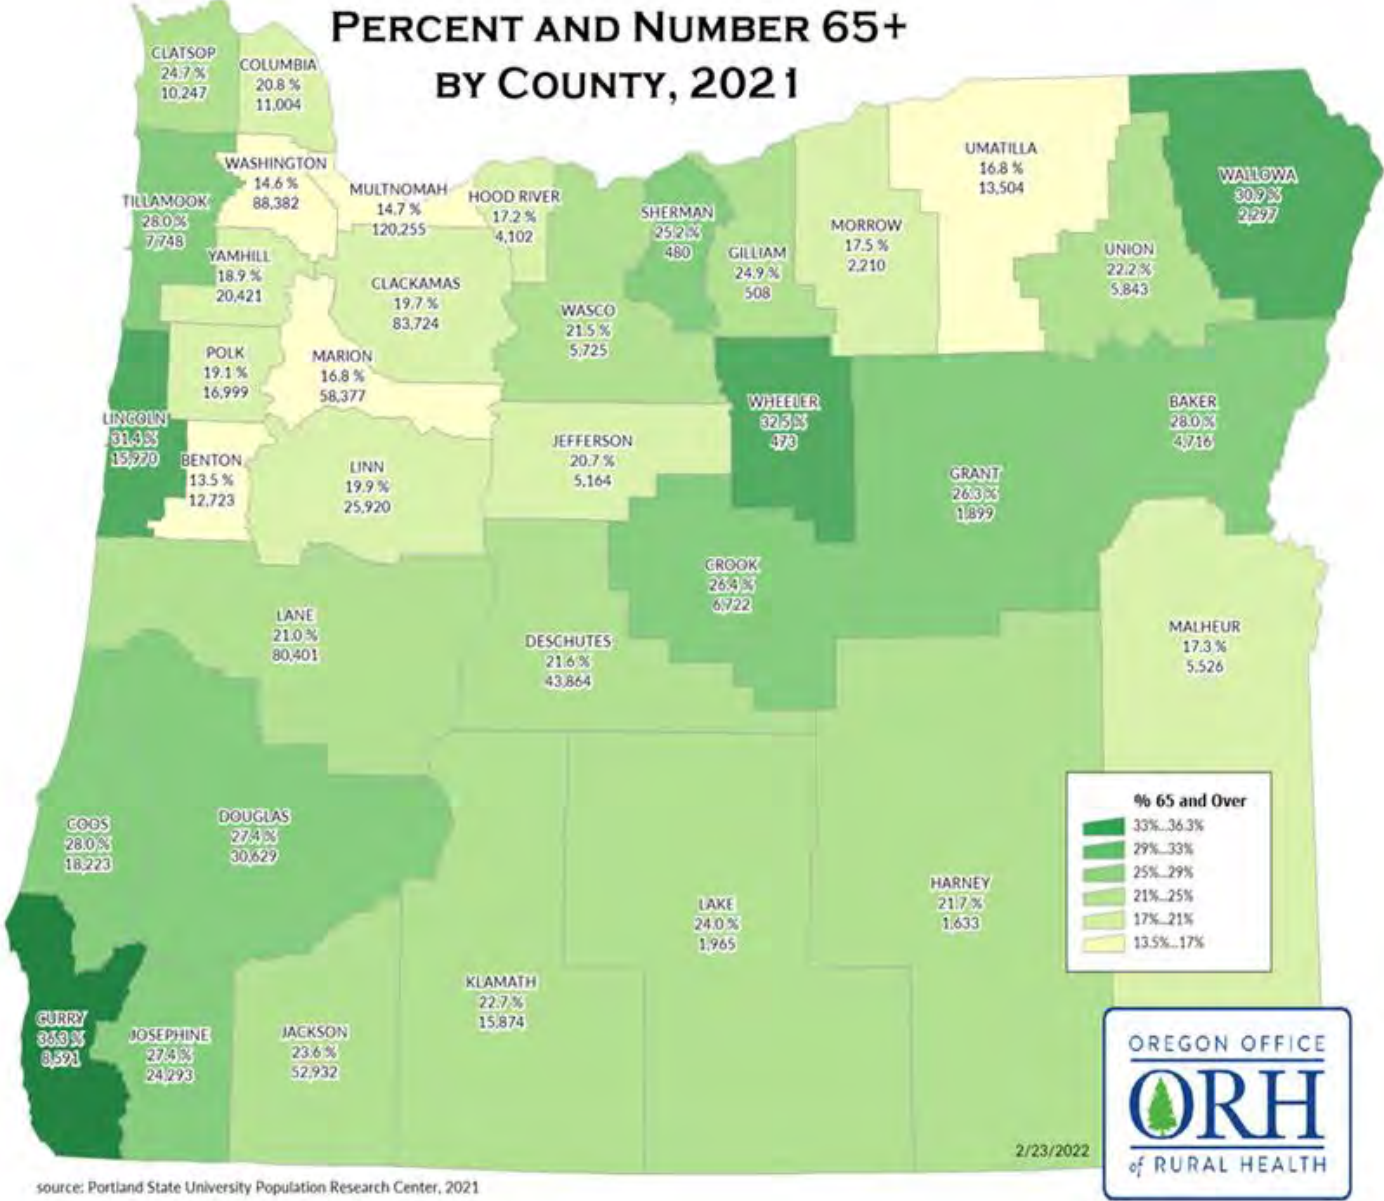 PERCENT AND NUMBER 65+
BY COUNTY, 2021
CLATSOP
24.7 %
10,247
COLUMBIA
20.8 %
11,004
WASHINGTON
14.6 %
88,382
MULTNOMAH
14.7 %
120,255
HOOD RIVER
17.2 %
4,102
TILLAMOOK
28.0 %
7,748
YAMHILL
18.9 %
20,421
CLACKAMAS
19.7 %
83,724
WASCO
21.5 %
5,725
SHERMAN
25.2 %
480
GILLIAM
24.9 %
508
MORROW
17.5 %
2,210
UMATILLA
16.8 %
13,504
UNION
22.2 %
5,843
WALLOWA
30.9 %
2,297
POLK
19.1 %
16,999
MARION
16.8 %
58,377
LINCOLN
31.4 %
15,970
BENTON
13.5 %
12,723
LINN
19.9 %
25,920
JEFFERSON
20.7 %
5,164
WHEELER
32.5 %
473
GRANT
26.3 %
1,899
BAKER
28.0 %
4,716
CROOK
26.4 %
6,722
LANE
21.0 %
80,401
DESCHUTES
21.6 %
43,864
MALHEUR
17.3 %
5,526
COOS
28.0 %
18,223
DOUGLAS
27.4 %
30,629
LAKE
24.0 %
1,965
HARNEY
21.7 %
1,633
CURRY
36.3 %
8,591
JOSEPHINE
27.4 %
24,293
JACKSON
23.6 %
52,932
KLAMATH
22.7 %
15,874
% 65 and Over
33%...36.3%
29%...33%
25%...29%
21%...25%
17%...21%
13.5%...17%
OREGON OFFICE
ORH
of RURAL HEALTH
2/23/2022
source: Portland State University Population Research Center, 2021